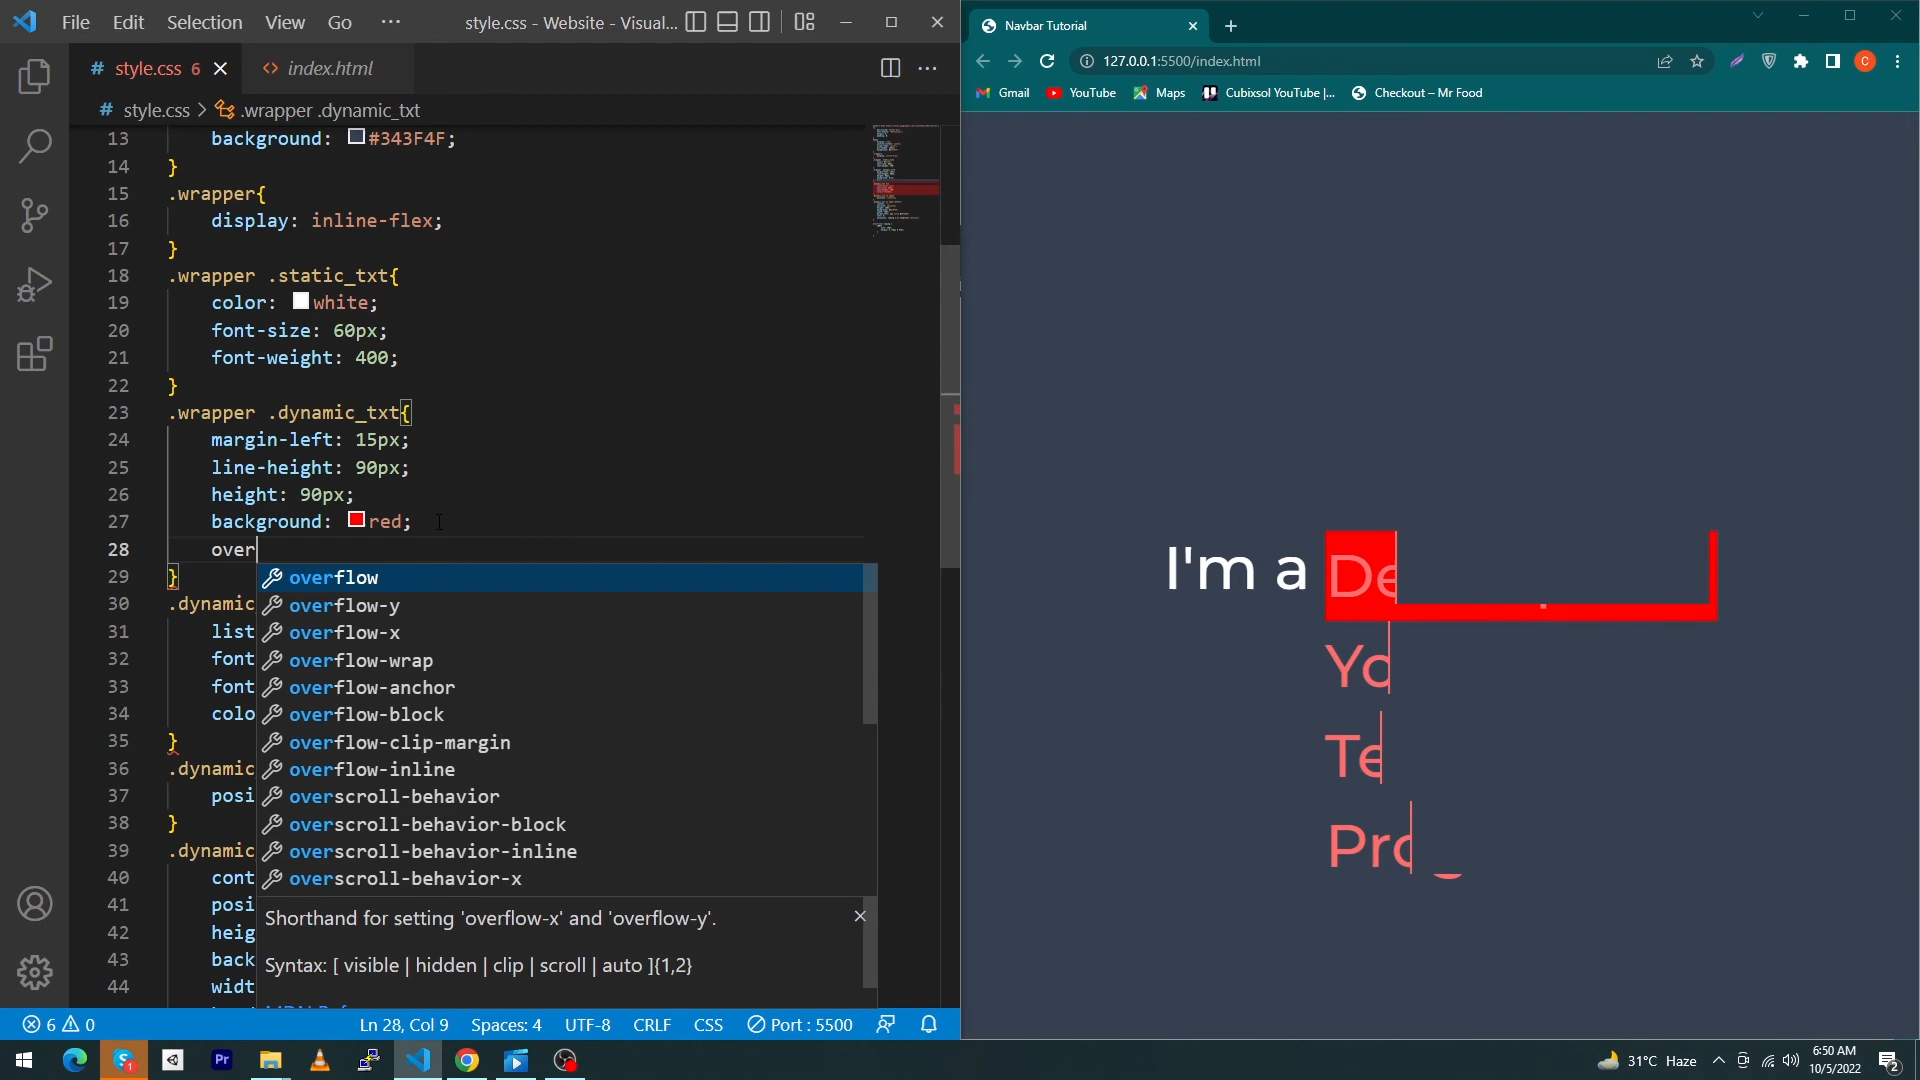 File Edit Selection View Go ··· style.css - Website - Visual...
# style.css 6 <> index.html
# style.css > .wrapper .dynamic_txt
13 background: #343F4F;
14 }
15 .wrapper{
16 display: inline-flex;
17 }
18 .wrapper .static_txt{
19 color: white;
20 font-size: 60px;
21 font-weight: 400;
22 }
23 .wrapper .dynamic_txt{
24 margin-left: 15px;
25 line-height: 90px;
26 height: 90px;
27 background: red;
28 over
29 }
30 .dynamic
31 list
32 font
33 font
34 colo
35 }
36 .dynamic
37 posi
38 }
39 .dynamic
40 cont
41 posi
42 heig
43 back
44 widt
overflow
overflow-y
overflow-x
overflow-wrap
overflow-anchor
overflow-block
overflow-clip-margin
overflow-inline
overscroll-behavior
overscroll-behavior-block
overscroll-behavior-inline
overscroll-behavior-x
Shorthand for setting 'overflow-x' and 'overflow-y'.
Syntax: [ visible | hidden | clip | scroll | auto ]{1,2}
6 0 Ln 28, Col 9 Spaces: 4 UTF-8 CRLF CSS Port : 5500
Navbar Tutorial
127.0.0.1:5500/index.html
C
Gmail YouTube Maps Cubixsol YouTube |... Checkout – Mr Food
I'm a De
Yo
Te
Pro
S 1 Pr 31°C Haze 6:50 AM
10/5/2022 2